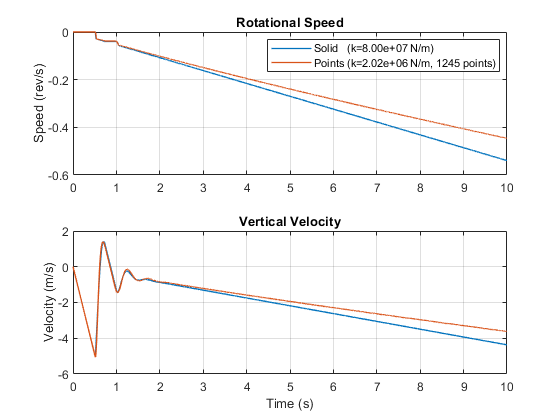 Rotational Speed
Speed (rev/s)
0
-0.2
-0.4
-0.6
Solid (k=8.00e+07 N/m)
Points (k=2.02e+06 N/m, 1245 points)
0 1 2 3 4 5 6 7 8 9 10
Vertical Velocity
Velocity (m/s)
2
0
-2
-4
-6
0 1 2 3 4 5 6 7 8 9 10
Time (s)